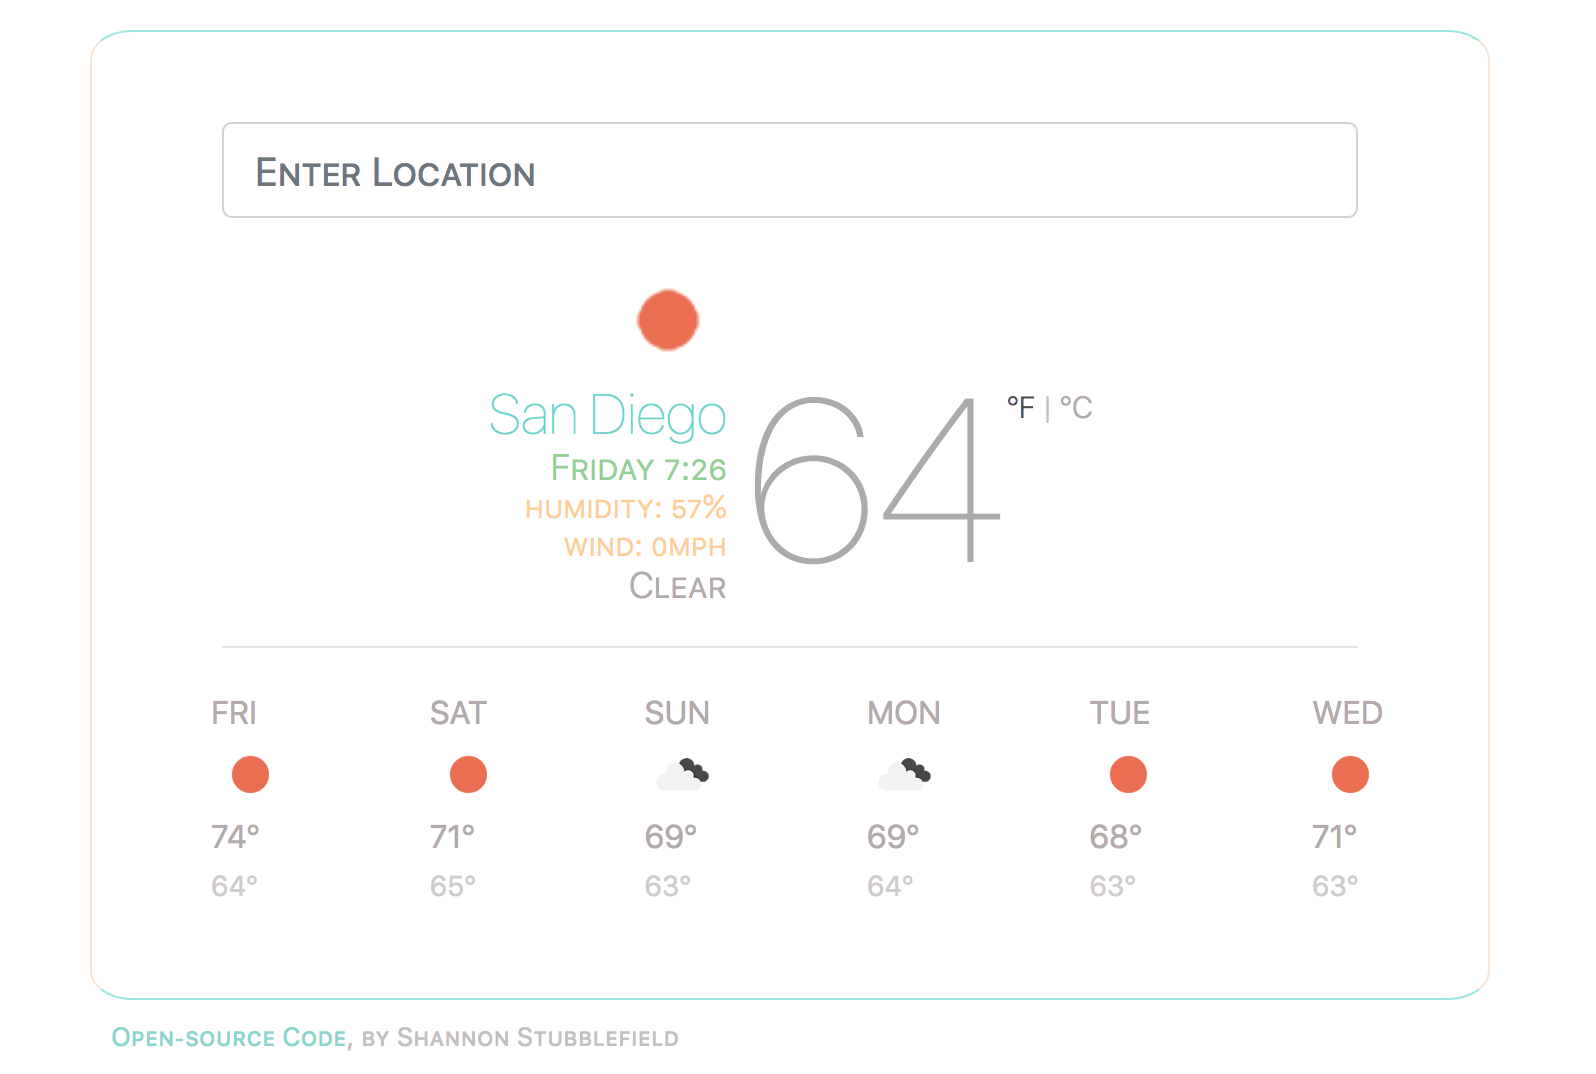 Enter Location
San Diego
Friday 7:26
humidity: 57%
wind: 0mph
Clear
64
°F | °C
FRI SAT SUN MON TUE WED
74° 71° 69° 69° 68° 71°
64° 65° 63° 64° 63° 63°
Open-source Code, by Shannon Stubblefield